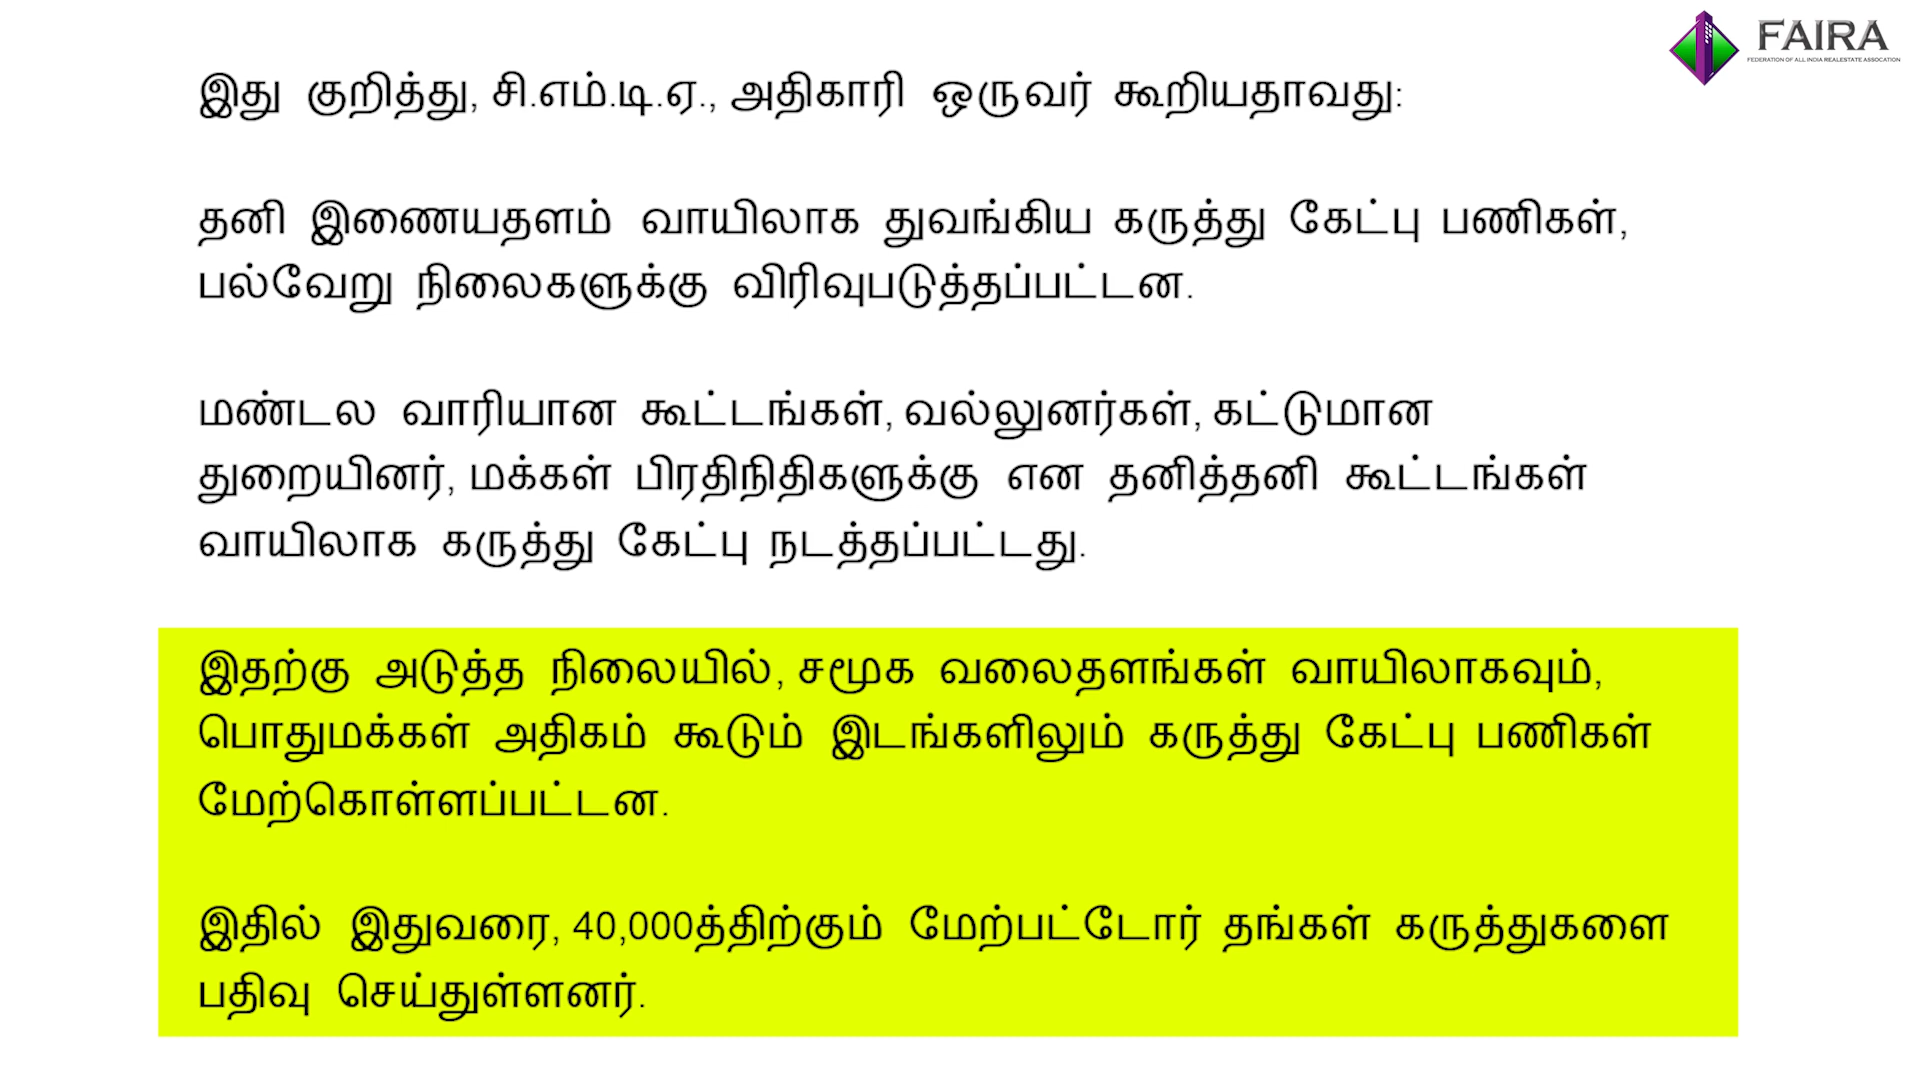 FAIRA
FEDERATION OF ALL INDIA REALESTATE ASSOCATION
இது குறித்து, சி.எம்.டி.ஏ., அதிகாரி ஒருவர் கூறியதாவது:
தனி இணையதளம் வாயிலாக துவங்கிய கருத்து கேட்பு பணிகள்,
பல்வேறு நிலைகளுக்கு விரிவுபடுத்தப்பட்டன.
மண்டல வாரியான கூட்டங்கள், வல்லுனர்கள், கட்டுமான
துறையினர், மக்கள் பிரதிநிதிகளுக்கு என தனித்தனி கூட்டங்கள்
வாயிலாக கருத்து கேட்பு நடத்தப்பட்டது.
இதற்கு அடுத்த நிலையில், சமூக வலைதளங்கள் வாயிலாகவும்,
பொதுமக்கள் அதிகம் கூடும் இடங்களிலும் கருத்து கேட்பு பணிகள்
மேற்கொள்ளப்பட்டன.
இதில் இதுவரை, 40,000த்திற்கும் மேற்பட்டோர் தங்கள் கருத்துகளை
பதிவு செய்துள்ளனர்.